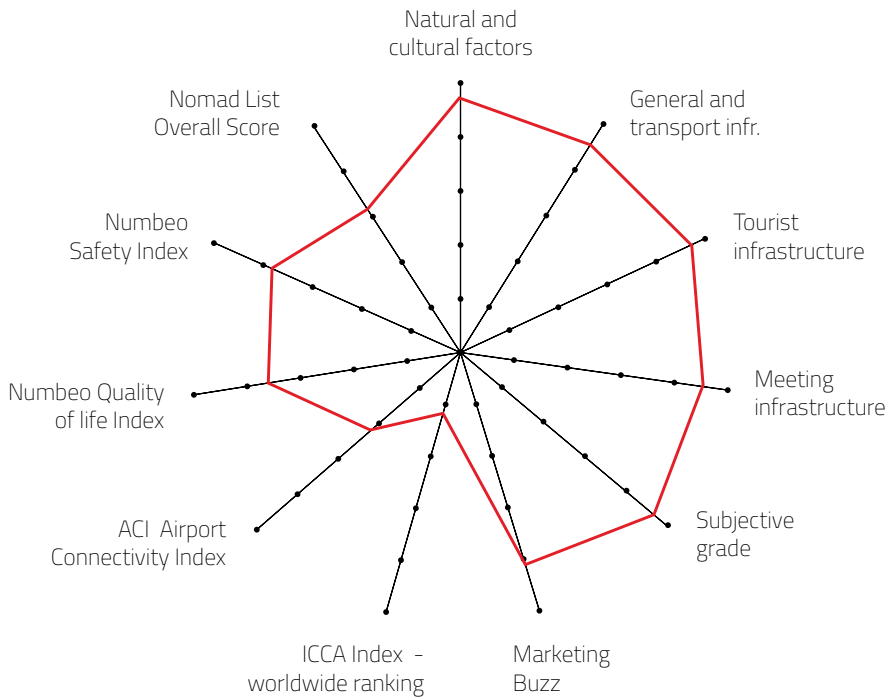 Natural and
cultural factors
General and
transport infr.
Tourist
infrastructure
Meeting
infrastructure
Subjective
grade
Marketing
Buzz
ICCA Index -
worldwide ranking
ACI Airport
Connectivity Index
Numbeo Quality
of life Index
Numbeo
Safety Index
Nomad List
Overall Score